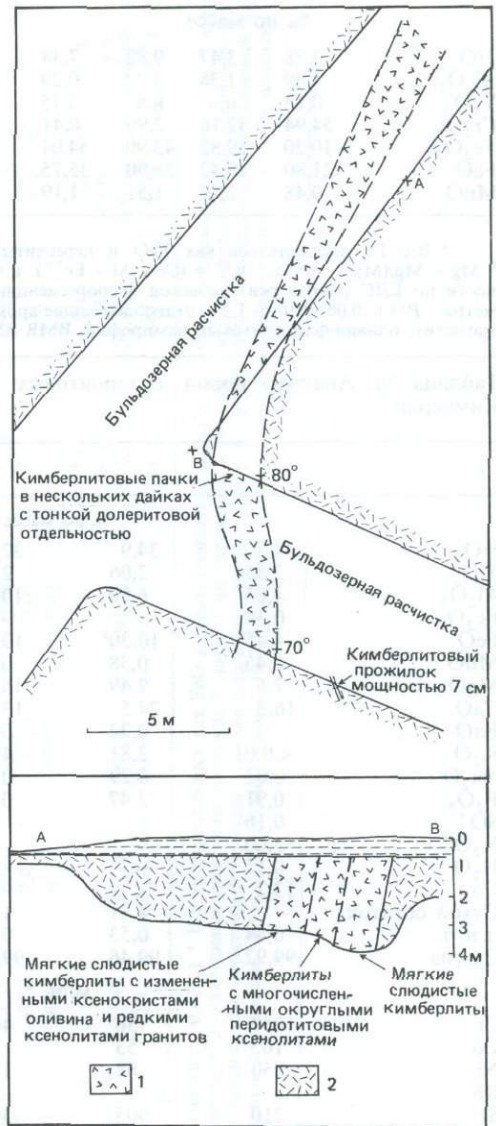 А
Бульдозерная расчистка
+
В
Кимберлитовые пачки
в нескольких дайках
с тонкой долеритовой
отдельностью
80°
Бульдозерная расчистка
70°
Кимберлитовый
прожилок
мощностью 7 см
5 м
А
В
0
1
2
3
4м
Мягкие слюдистые
кимберлиты с изменен-
ными ксенокристами
оливина и редкими
ксенолитами гранитов
Кимберлиты
с многочислен-
ными округлыми
перидотитовыми
ксенолитами
Мягкие
слюдистые
кимберлиты
1
2